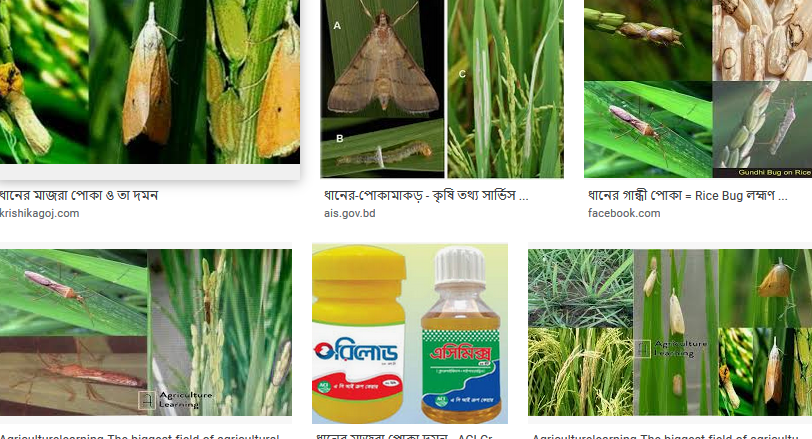 A
B
C
Gundhi Bug on Rice
ধানের মাজরা পোকা ও তা দমন
krishikagoj.com
ধানের-পোকামাকড় - কৃষি তথ্য সার্ভিস ...
ais.gov.bd
ধানের গান্ধী পোকা = Rice Bug লক্ষণ ...
facebook.com
Agriculture
Learning
এসিমিক্স
Agriculture
Learning
Agriculturelearning-The biggest field of agricultural
ধানের মাজরা পোকা দমন - ACI Cr
Agriculturelearning-The biggest field of agricultu